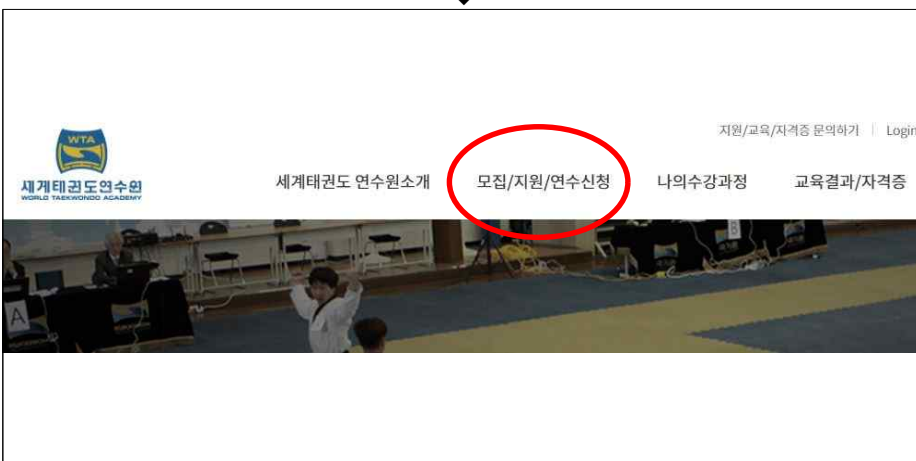 지원/교육/자격증 문의하기 Login
WTA
세계태권도연수원
WORLD TAEKWONDO ACADEMY
세계태권도 연수원소개 모집/지원/연수신청 나의수강과정 교육결과/자격증
A
B